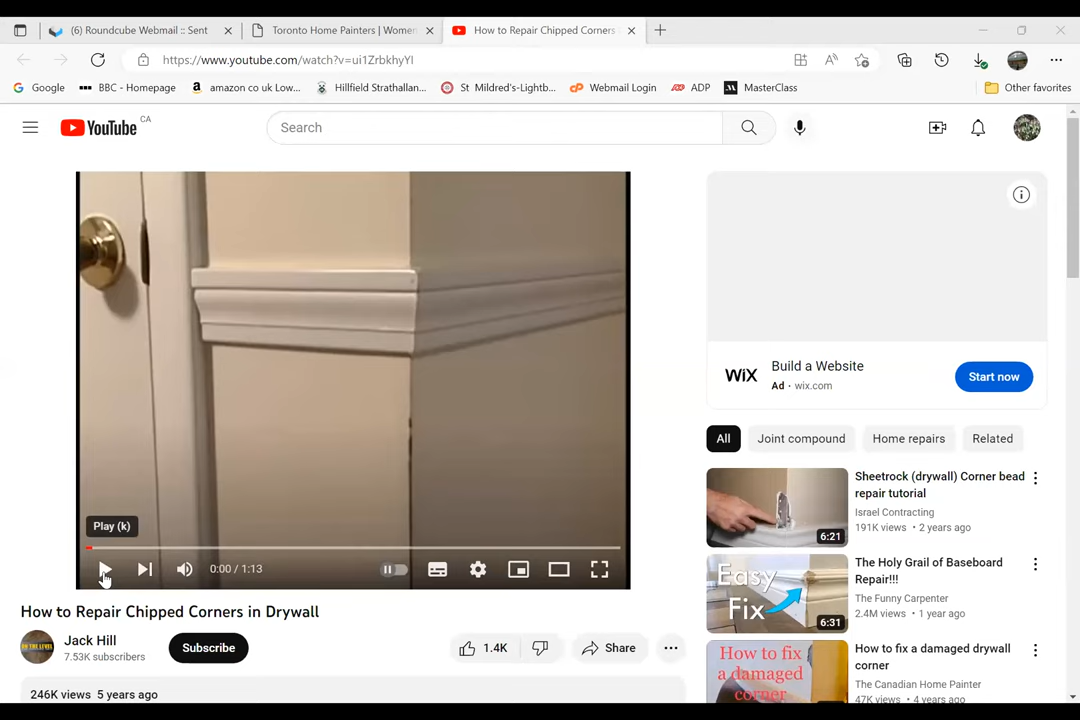 (6) Roundcube Webmail :: Sent
Toronto Home Painters | Women
How to Repair Chipped Corners
https://www.youtube.com/watch?v=ui1ZrbkhyYI
Google
BBC - Homepage
amazon co uk Low...
Hillfield Strathallan...
St Mildred's-Lightb...
Webmail Login
ADP
MasterClass
Other favorites
YouTube CA
Search
Play (k)
0:00 / 1:13
How to Repair Chipped Corners in Drywall
Jack Hill
7.53K subscribers
Subscribe
1.4K
Share
246K views 5 years ago
WIX
Build a Website
Ad • wix.com
Start now
All
Joint compound
Home repairs
Related
Sheetrock (drywall) Corner bead
repair tutorial
Israel Contracting
191K views • 2 years ago
6:21
Easy
Fix
6:31
The Holy Grail of Baseboard
Repair!!!
The Funny Carpenter
2.4M views • 1 year ago
How to fix
a damaged
corner
How to fix a damaged drywall
corner
The Canadian Home Painter
47K views • 4 years ago